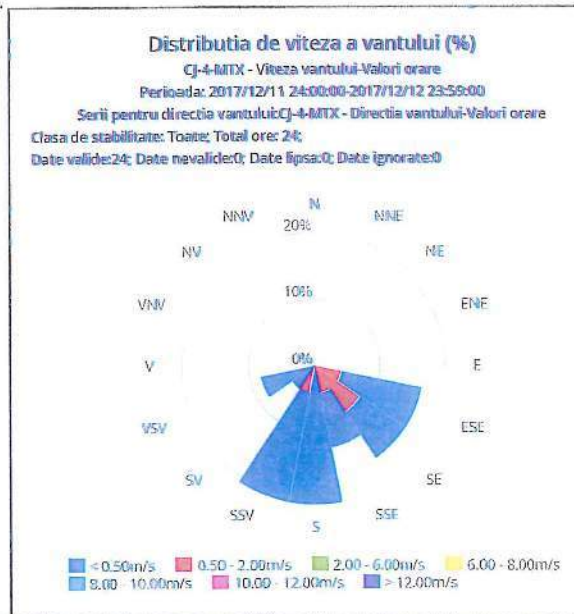 Distributia de viteza a vantului (%)
CJ-4-MTX - Viteza vantului-Valori orare
Perioada: 2017/12/11 24:00:00-2017/12/12 23:59:00
Serii pentru directia vantului:CJ-4-MTX - Directia vantului-Valori orare
Clasa de stabilitate: Toate; Total ore: 24;
Date valide:24; Date nevalide:0; Date lipsa:0; Date ignorate:0
N
NNV
NNE
20%
NV
NE
10%
VNV
ENE
0%
V
E
VSV
ESE
SV
SE
SSV
SSE
S
< 0.50m/s
0.50 - 2.00m/s
2.00 - 6.00m/s
6.00 - 8.00m/s
8.00 - 10.00m/s
10.00 - 12.00m/s
> 12.00m/s